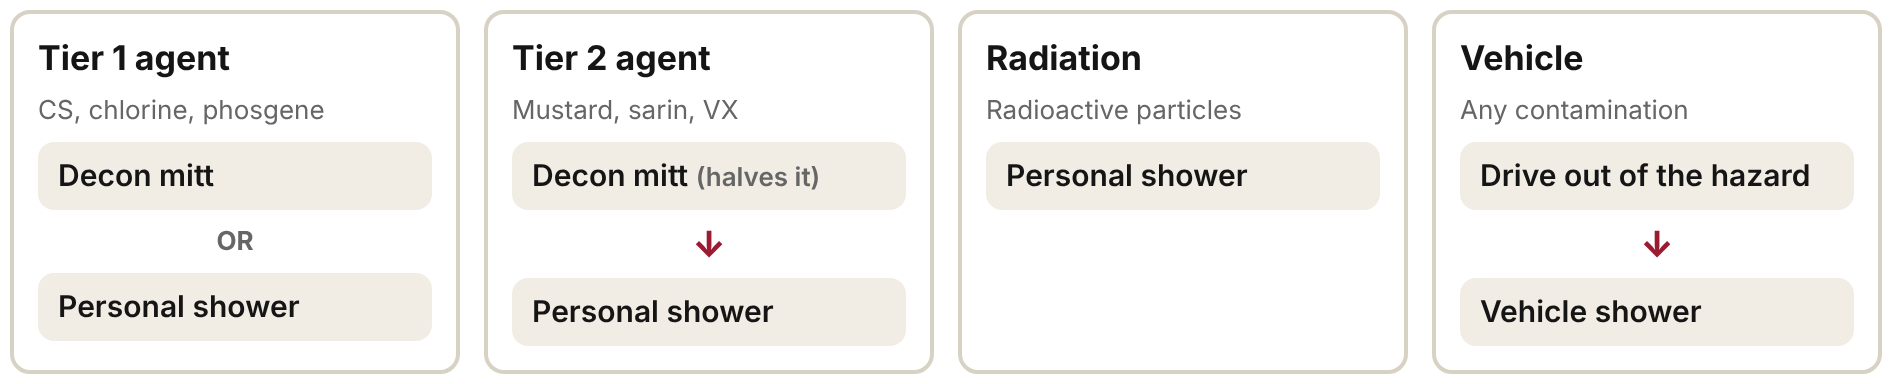 Tier 1 agent
CS, chlorine, phosgene
Decon mitt
OR
Personal shower
Tier 2 agent
Mustard, sarin, VX
Decon mitt (halves it)
↓
Personal shower
Radiation
Radioactive particles
Personal shower
Vehicle
Any contamination
Drive out of the hazard
↓
Vehicle shower